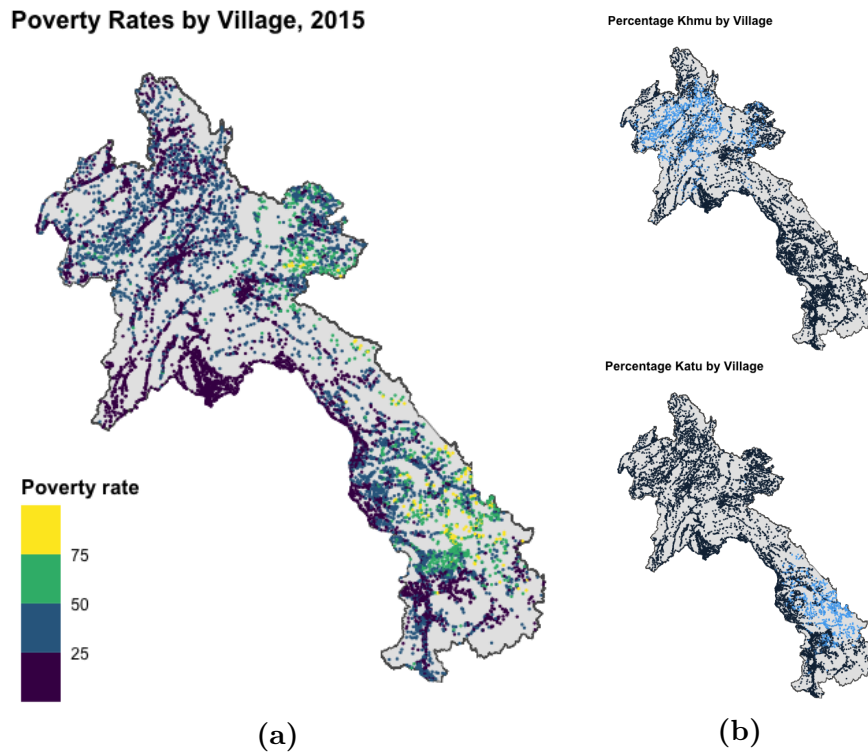 Poverty Rates by Village, 2015
Percentage Khmu by Village
Percentage Katu by Village
Poverty rate
75
50
25
(a)
(b)